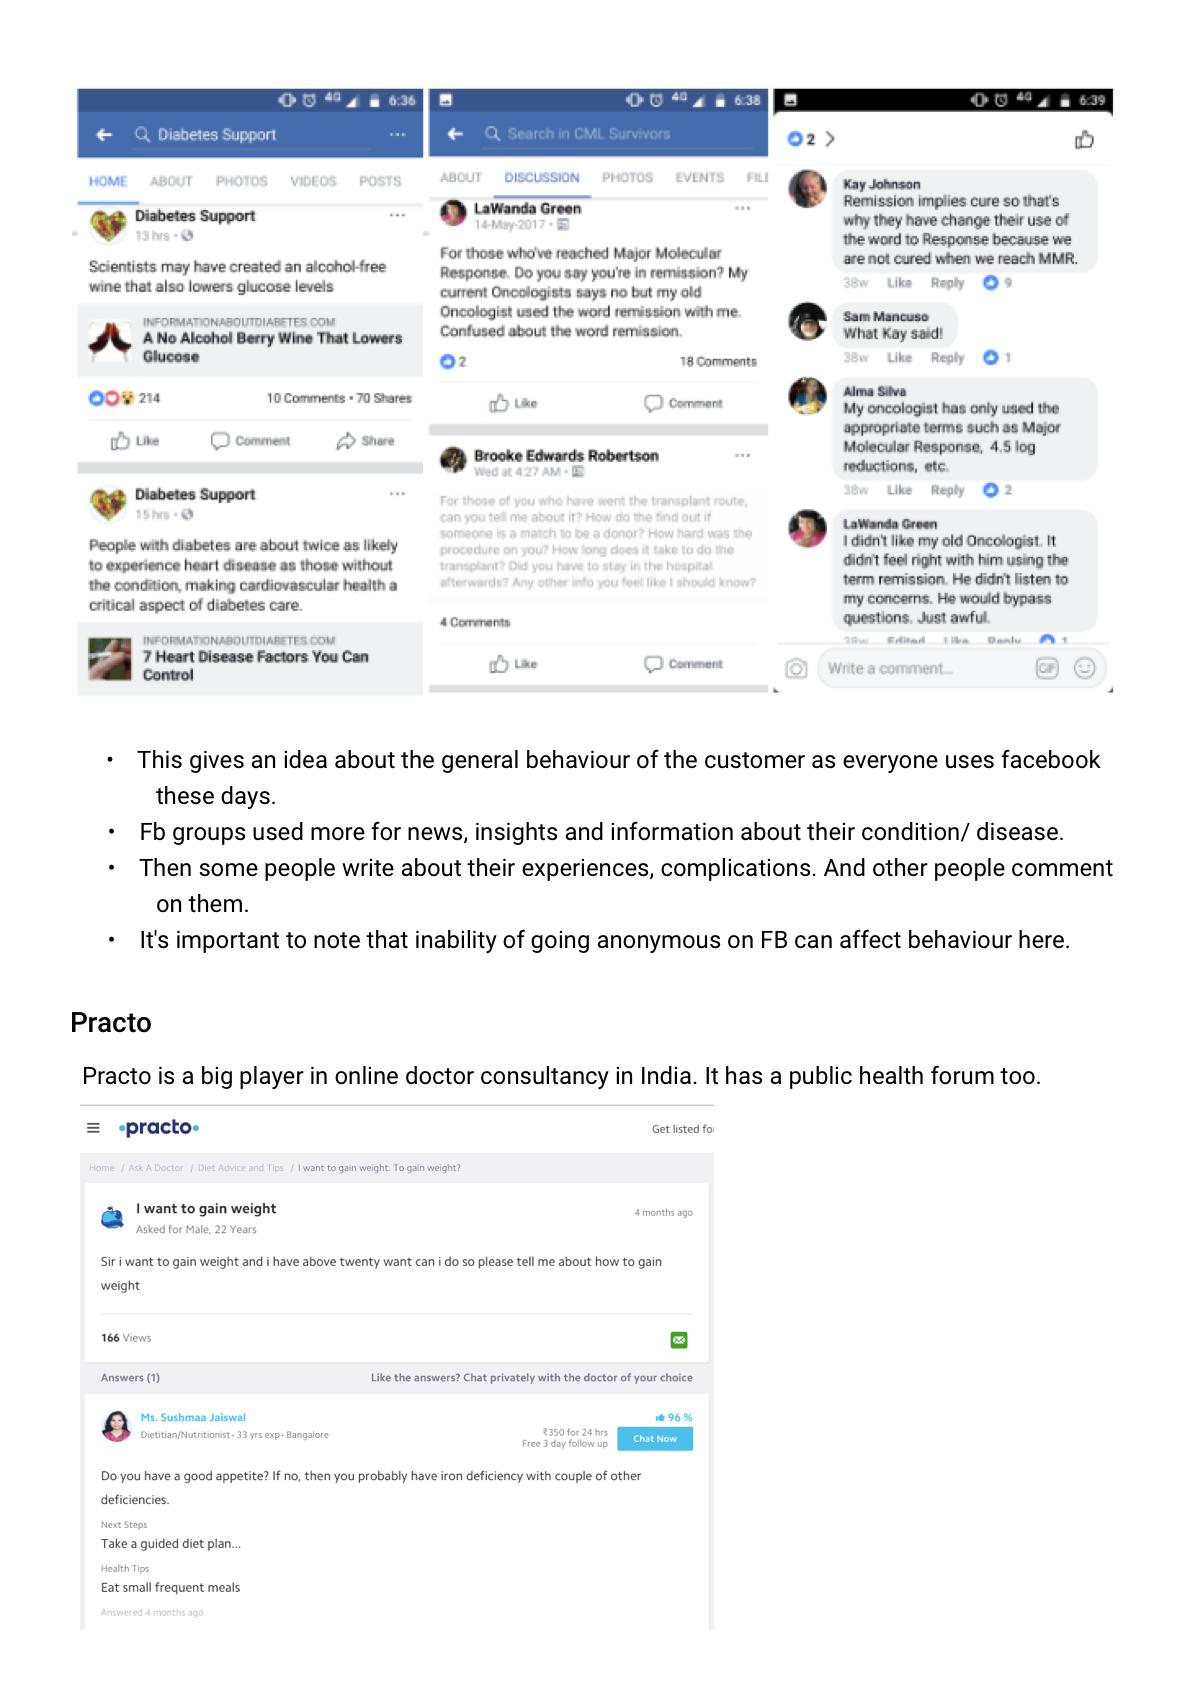 4G 6:36
Diabetes Support
HOME ABOUT PHOTOS VIDEOS POSTS
Diabetes Support
13 hrs •
Scientists may have created an alcohol-free
wine that also lowers glucose levels
INFORMATIONABOUTDIABETES.COM
A No Alcohol Berry Wine That Lowers
Glucose
214 10 Comments • 70 Shares
Like Comment Share
Diabetes Support
15 hrs •
People with diabetes are about twice as likely
to experience heart disease as those without
the condition, making cardiovascular health a
critical aspect of diabetes care.
INFORMATIONABOUTDIABETES.COM
7 Heart Disease Factors You Can
Control
4G 6:38
Search in CML Survivors
ABOUT DISCUSSION PHOTOS EVENTS FILE
LaWanda Green
14-May-2017 •
For those who've reached Major Molecular
Response. Do you say you're in remission? My
current Oncologists says no but my old
Oncologist used the word remission with me.
Confused about the word remission.
2 18 Comments
Like Comment
Brooke Edwards Robertson
Wed at 4:27 AM •
For those of you who have went the transplant route,
can you tell me about it? How do the find out if
someone is a match to be a donor? How hard was the
procedure on you? How long does it take to do the
transplant? Did you have to stay in the hospital
afterwards? Any other info you feel like I should know?
4 Comments
Like Comment
4G 6:39
2 >
Kay Johnson
Remission implies cure so that's
why they have change their use of
the word to Response because we
are not cured when we reach MMR.
38w Like Reply 9
Sam Mancuso
What Kay said!
38w Like Reply 1
Alma Silva
My oncologist has only used the
appropriate terms such as Major
Molecular Response, 4.5 log
reductions, etc.
38w Like Reply 2
LaWanda Green
I didn't like my old Oncologist. It
didn't feel right with him using the
term remission. He didn't listen to
my concerns. He would bypass
questions. Just awful.
38w Edited Like Reply 1
Write a comment... GIF
• This gives an idea about the general behaviour of the customer as everyone uses facebook
these days.
• Fb groups used more for news, insights and information about their condition/ disease.
• Then some people write about their experiences, complications. And other people comment
on them.
• It's important to note that inability of going anonymous on FB can affect behaviour here.
Practo
Practo is a big player in online doctor consultancy in India. It has a public health forum too.
•practo• Get listed for
Home / Ask A Doctor / Diet Advice and Tips / I want to gain weight. To gain weight?
I want to gain weight 4 months ago
Asked for Male, 22 Years
Sir i want to gain weight and i have above twenty want can i do so please tell me about how to gain
weight
166 Views
Answers (1) Like the answers? Chat privately with the doctor of your choice
Ms. Sushmaa Jaiswal 96 %
Dietitian/Nutritionist • 33 yrs exp • Bangalore ₹350 for 24 hrs
Free 3 day follow up Chat Now
Do you have a good appetite? If no, then you probably have iron deficiency with couple of other
deficiencies.
Next Steps
Take a guided diet plan...
Health Tips
Eat small frequent meals
Answered 4 months ago